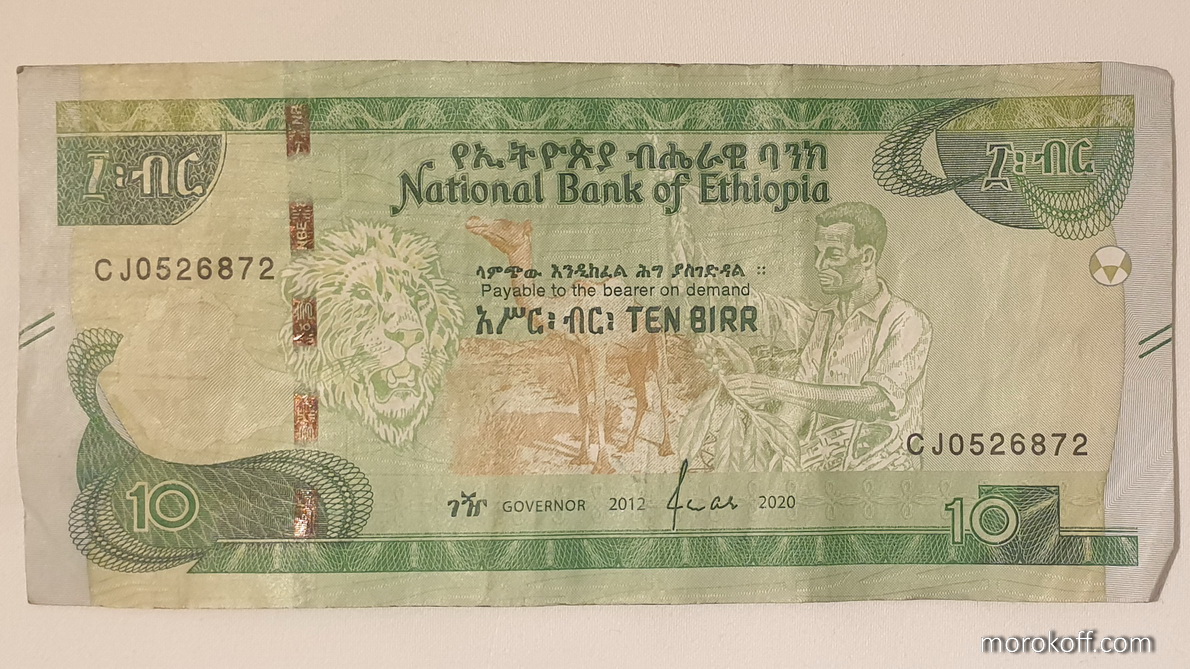 የኢትዮጵያ ብሔራዊ ባንክ
National Bank of Ethiopia
፲፡ብር
፲፡ብር
CJ0526872
ላምጭው እንዲከፈል ሕግ ያስገድዳል ።
Payable to the bearer on demand
አሥር፡ብር፡ TEN BIRR
CJ0526872
10
ገዥ GOVERNOR 2012 2020
10
morokoff.com